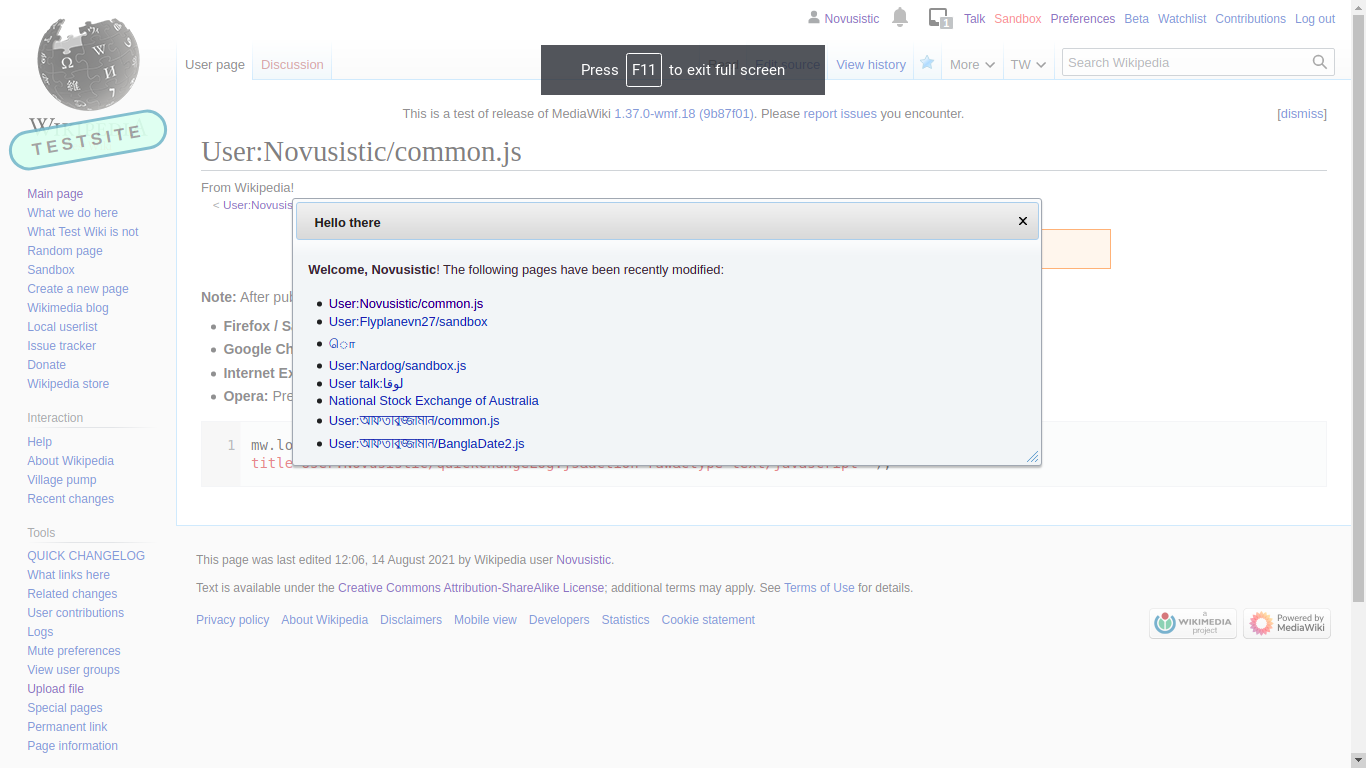 Novusistic 1 Talk Sandbox Preferences Beta Watchlist Contributions Log out
User page Discussion Read Edit source View history More TW Search Wikipedia
Press F11 to exit full screen
TESTSITE
This is a test of release of MediaWiki 1.37.0-wmf.18 (9b87f01). Please report issues you encounter. [dismiss]
User:Novusistic/common.js
From Wikipedia!
Hello there
Welcome, Novusistic! The following pages have been recently modified:
User:Novusistic/common.js
User:Flyplanevn27/sandbox
User:Nardog/sandbox.js
User talk:لوفا
National Stock Exchange of Australia
User:আফতাবুজ্জামান/common.js
User:আফতাবুজ্জামান/BanglaDate2.js
Note: After
Firefox /
Google
Internet
Opera:
1
Main page
What we do here
What Test Wiki is not
Random page
Sandbox
Create a new page
Wikimedia blog
Local userlist
Issue tracker
Donate
Wikipedia store
Interaction
Help
About Wikipedia
Village pump
Recent changes
Tools
QUICK CHANGELOG
What links here
Related changes
User contributions
Logs
Mute preferences
View user groups
Upload file
Special pages
Permanent link
Page information
This page was last edited 12:06, 14 August 2021 by Wikipedia user Novusistic.
Text is available under the Creative Commons Attribution-ShareAlike License; additional terms may apply. See Terms of Use for details.
Privacy policy About Wikipedia Disclaimers Mobile view Developers Statistics Cookie statement
a
WIKIMEDIA
project
Powered by
MediaWiki